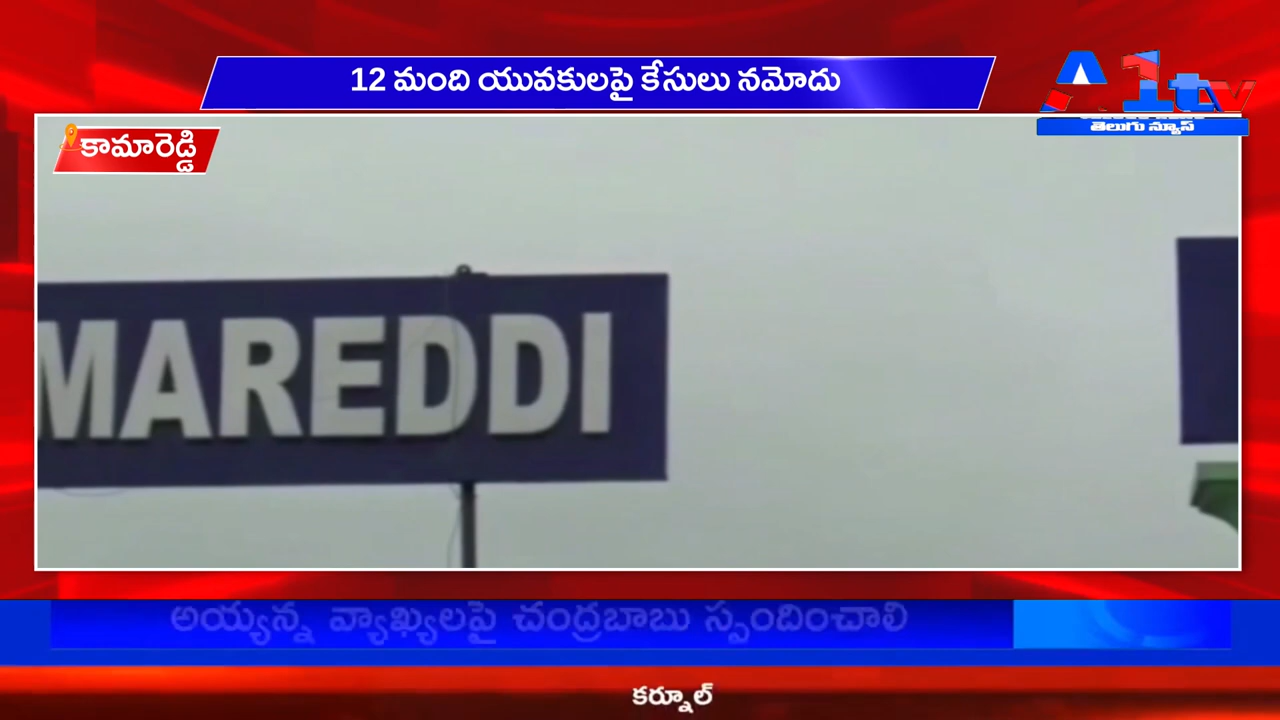 12 మంది యువకులపై కేసులు నమోదు
A1tv
తెలుగు న్యూస్
కామారెడ్డి
MAREDDI
అయ్యన్న వ్యాఖ్యలపై చంద్రబాబు స్పందించాలి
కర్నూల్